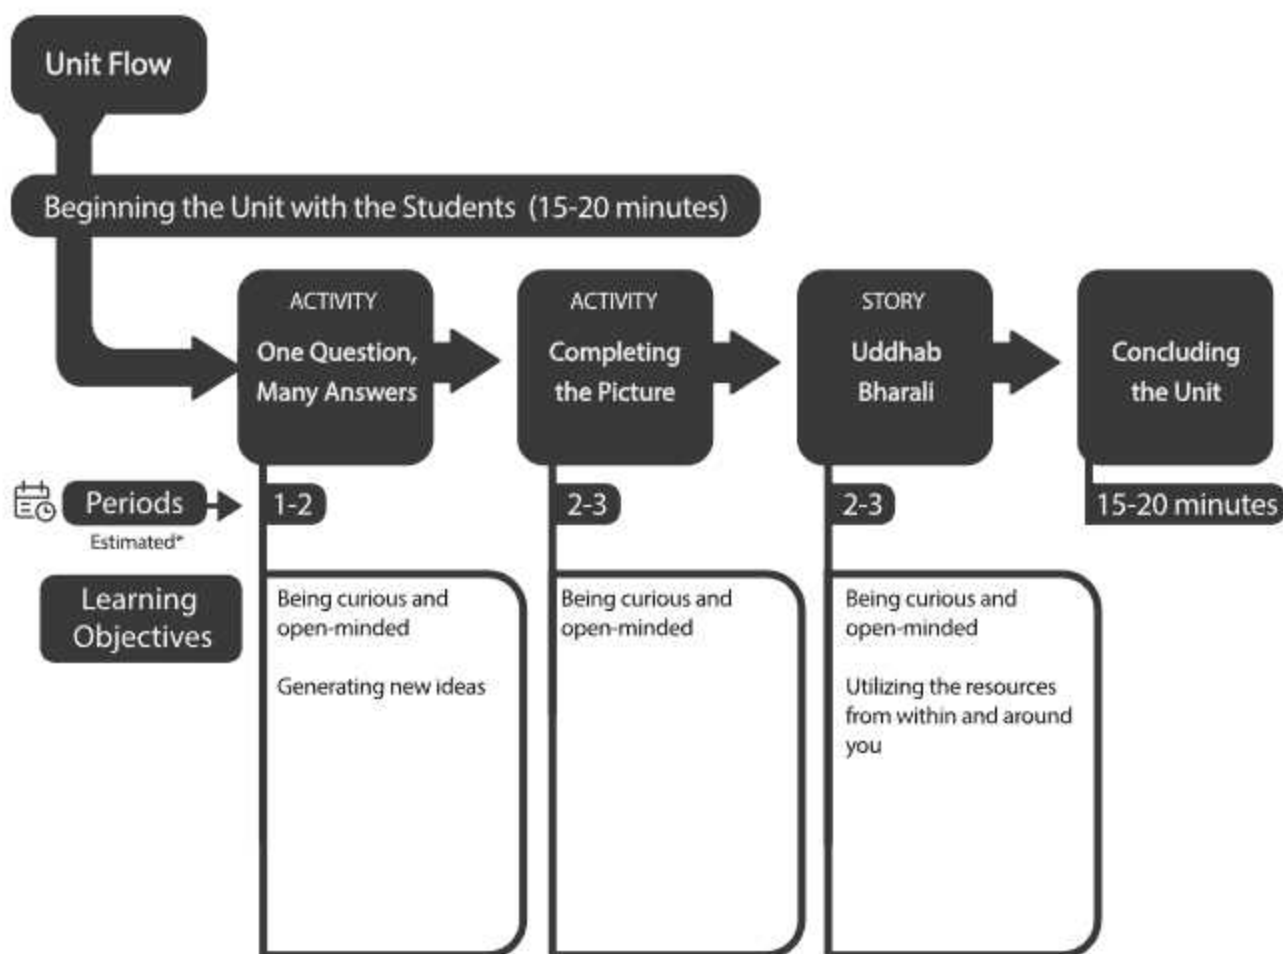 Unit Flow
Beginning the Unit with the Students (15-20 minutes)
ACTIVITY
One Question,
Many Answers
ACTIVITY
Completing
the Picture
STORY
Uddhab
Bharali
Concluding
the Unit
Periods
Estimated*
1-2
2-3
2-3
15-20 minutes
Learning
Objectives
Being curious and
open-minded
Generating new ideas
Being curious and
open-minded
Being curious and
open-minded
Utilizing the resources
from within and around
you